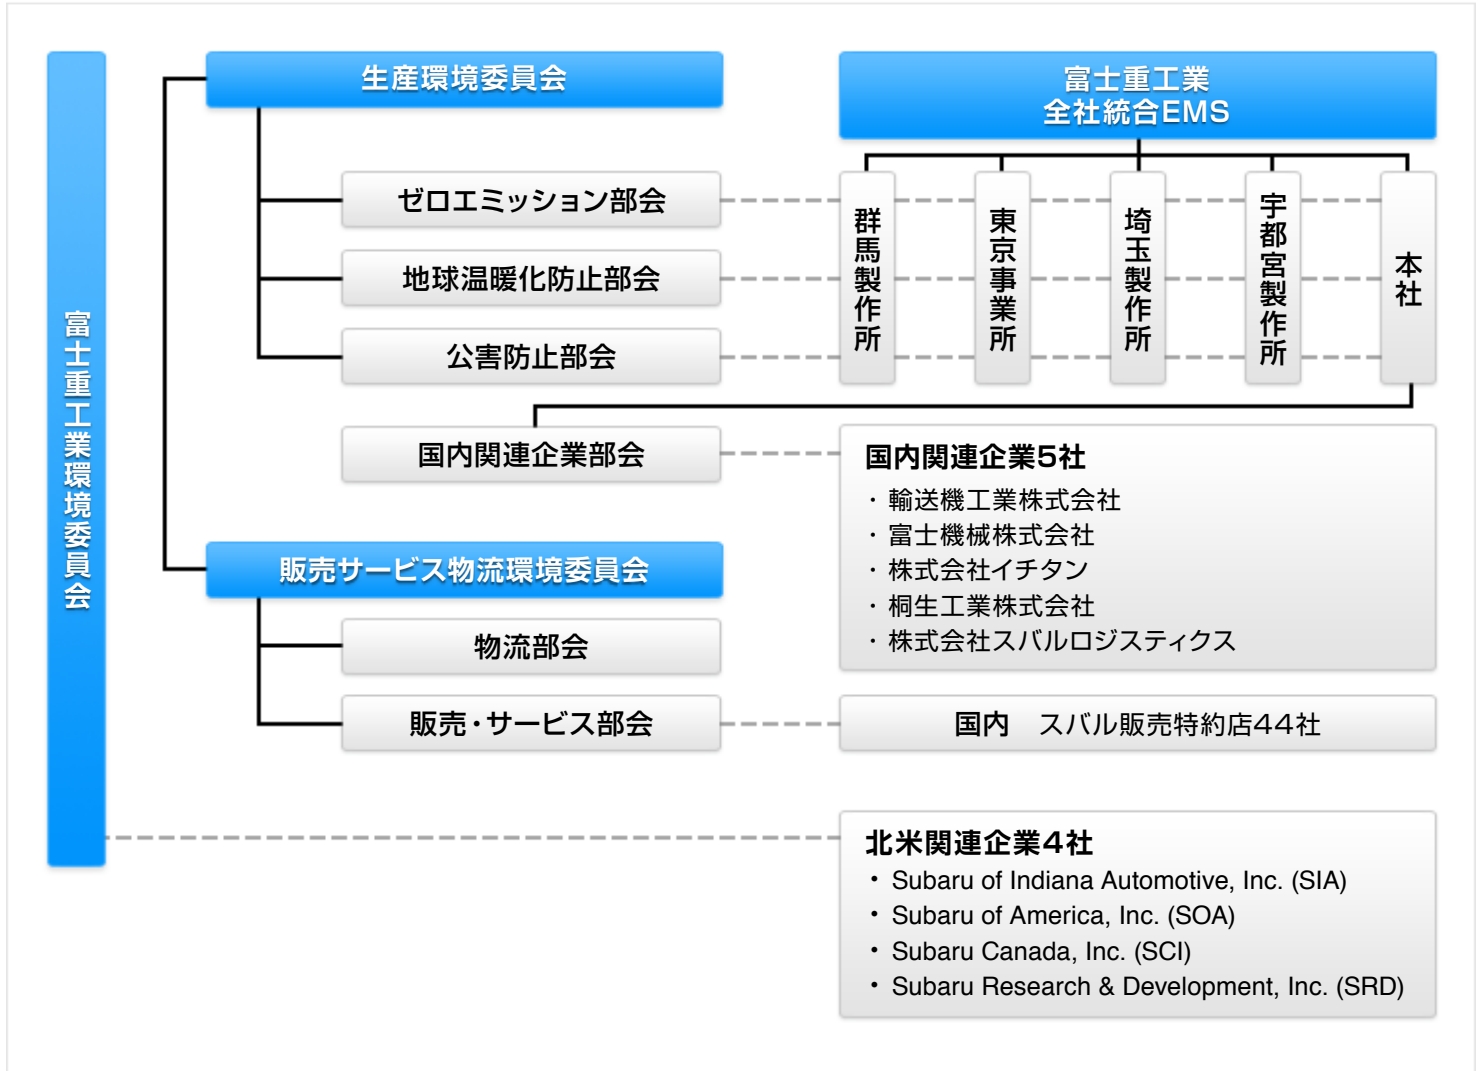 富士重工業環境委員会
生産環境委員会
ゼロエミッション部会
地球温暖化防止部会
公害防止部会
国内関連企業部会
販売サービス物流環境委員会
物流部会
販売・サービス部会
富士重工業
全社統合EMS
群馬製作所
東京事業所
埼玉製作所
宇都宮製作所
本社
国内関連企業5社
・ 輸送機工業株式会社
・ 富士機械株式会社
・ 株式会社イチタン
・ 桐生工業株式会社
・ 株式会社スバルロジスティクス
国内　スバル販売特約店44社
北米関連企業4社
・ Subaru of Indiana Automotive, Inc. (SIA)
・ Subaru of America, Inc. (SOA)
・ Subaru Canada, Inc. (SCI)
・ Subaru Research & Development, Inc. (SRD)